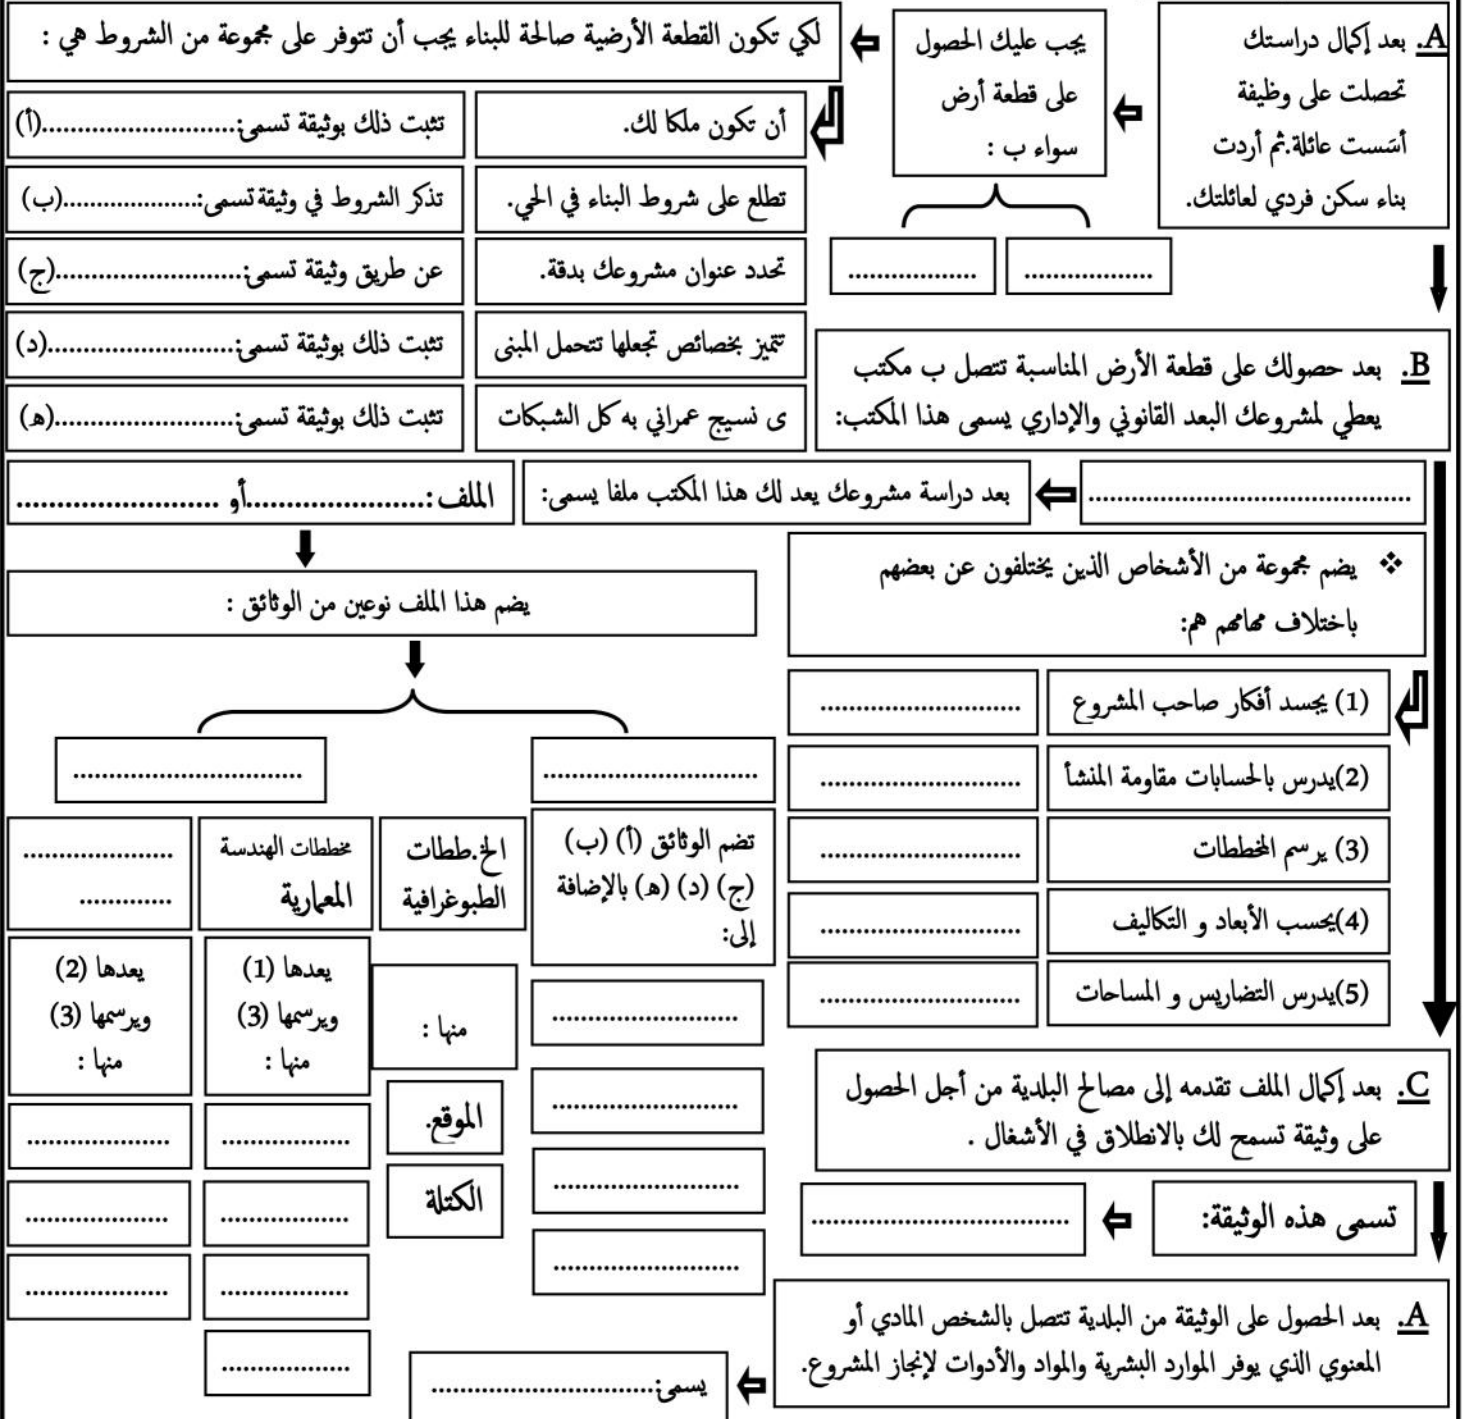 A. بعد إكمال دراستك
تحصلت على وظيفة
أسَست عائلة.ثم أردت
بناء سكن فردي لعائلتك.
يجب عليك الحصول
على قطعة أرض
سواء ب :
..................
..................
لكي تكون القطعة الأرضية صالحة للبناء يجب أن تتوفر على مجموعة من الشروط هي :
أن تكون ملكا لك.
تثبت ذلك بوثيقة تسمى:...........................(أ)
تطلع على شروط البناء في الحي.
تذكر الشروط في وثيقة تسمى:...................(ب)
تحدد عنوان مشروعك بدقة.
عن طريق وثيقة تسمى:..........................(ج)
تتميز بخصائص تجعلها تتحمل المبنى
تثبت ذلك بوثيقة تسمى:..........................(د)
ى نسيج عمراني به كل الشبكات
تثبت ذلك بوثيقة تسمى:.........................(ه)
B. بعد حصولك على قطعة الأرض المناسبة تتصل ب مكتب
يعطي لمشروعك البعد القانوني والإداري يسمى هذا المكتب:
.............................................
بعد دراسة مشروعك يعد لك هذا المكتب ملفا يسمى:
الملف :.....................أو ........................
❖ يضم مجموعة من الأشخاص الذين يختلفون عن بعضهم
باختلاف مهامهم هم:
(1) يجسد أفكار صاحب المشروع
............................
(2)يدرس بالحسابات مقاومة المنشأ
............................
(3) يرسم المخططات
............................
(4)يحسب الأبعاد و التكاليف
............................
(5)يدرس التضاريس و المساحات
............................
يضم هذا الملف نوعين من الوثائق :
..............................
................................
تضم الوثائق (أ) (ب)
(ج) (د) (ه) بالإضافة
إلى:
..........................
..........................
..........................
..........................
الخ.ططات
الطبوغرافية
منها :
الموقع.
الكتلة
مخططات الهندسة
المعمارية
يعدها (1)
ويرسمها (3)
منها :
..................
..................
..................
..................
.....................
.............
يعدها (2)
ويرسمها (3)
منها :
....................
....................
....................
C. بعد إكمال الملف تقدمه إلى مصالح البلدية من أجل الحصول
على وثيقة تسمح لك بالانطلاق في الأشغال .
تسمى هذه الوثيقة:
....................................
A. بعد الحصول على الوثيقة من البلدية تتصل بالشخص المادي أو
المعنوي الذي يوفر الموارد البشرية والمواد والأدوات لإنجاز المشروع.
يسمى:...............................